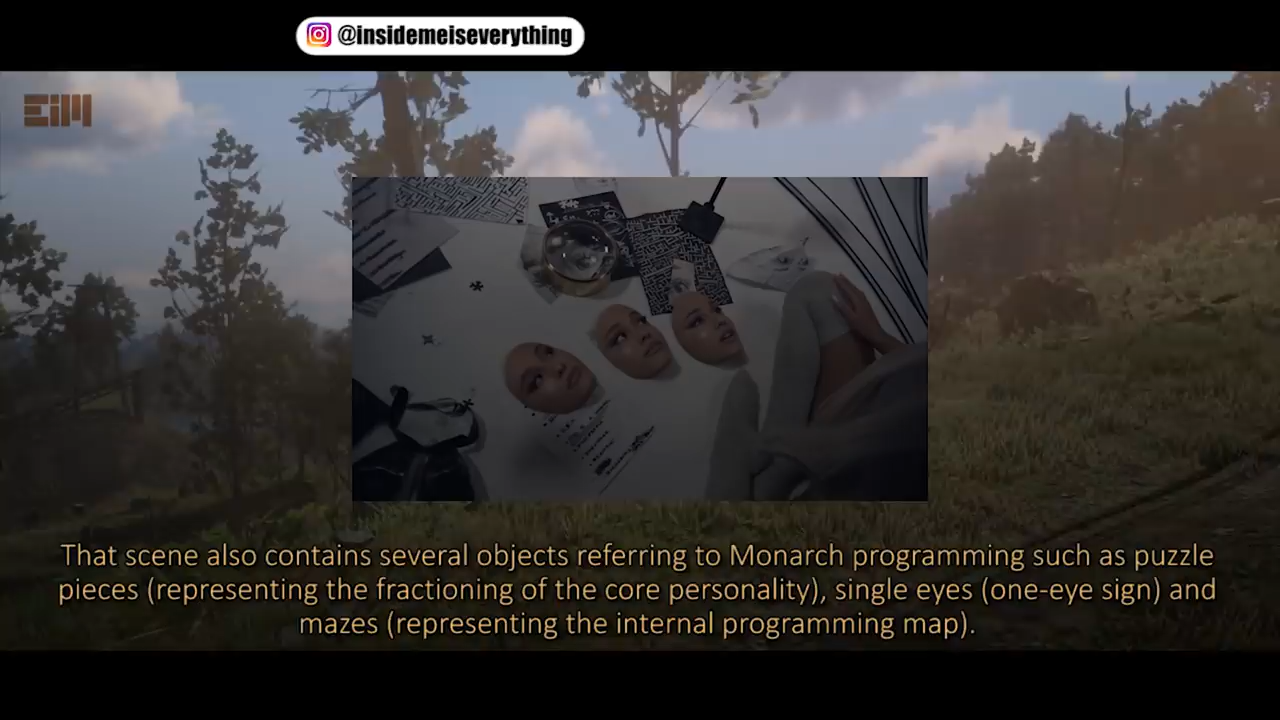 @insidemeiseverything
EiM
That scene also contains several objects referring to Monarch programming such as puzzle
pieces (representing the fractioning of the core personality), single eyes (one-eye sign) and
mazes (representing the internal programming map).